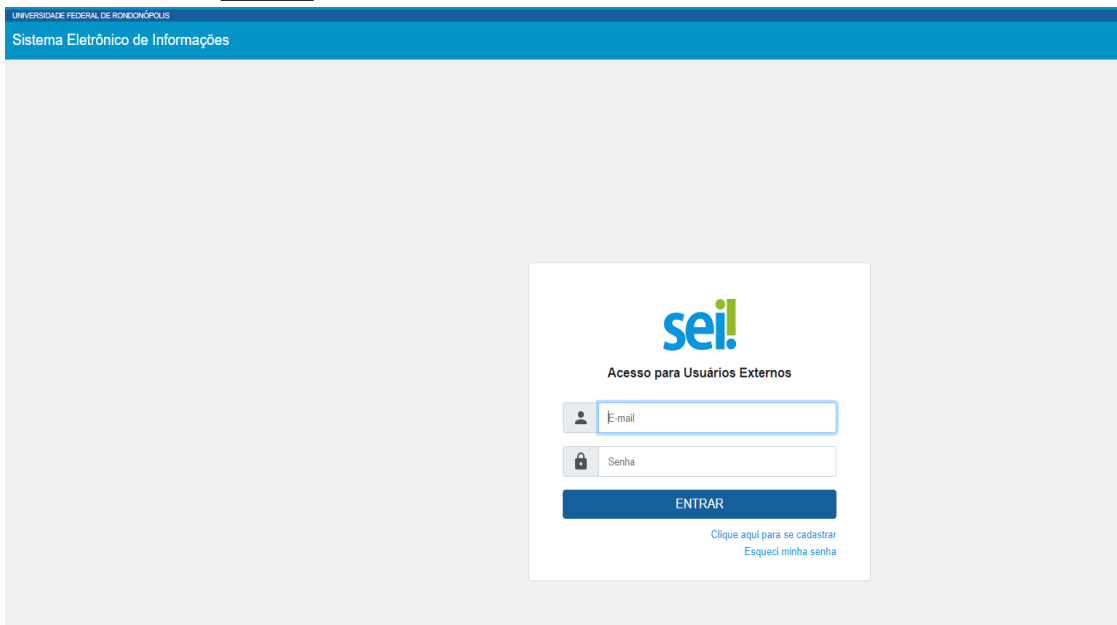 UNIVERSIDADE FEDERAL DE RONDONÓPOLIS
Sistema Eletrônico de Informações
sei!
Acesso para Usuários Externos
E-mail
Senha
ENTRAR
Clique aqui para se cadastrar
Esqueci minha senha